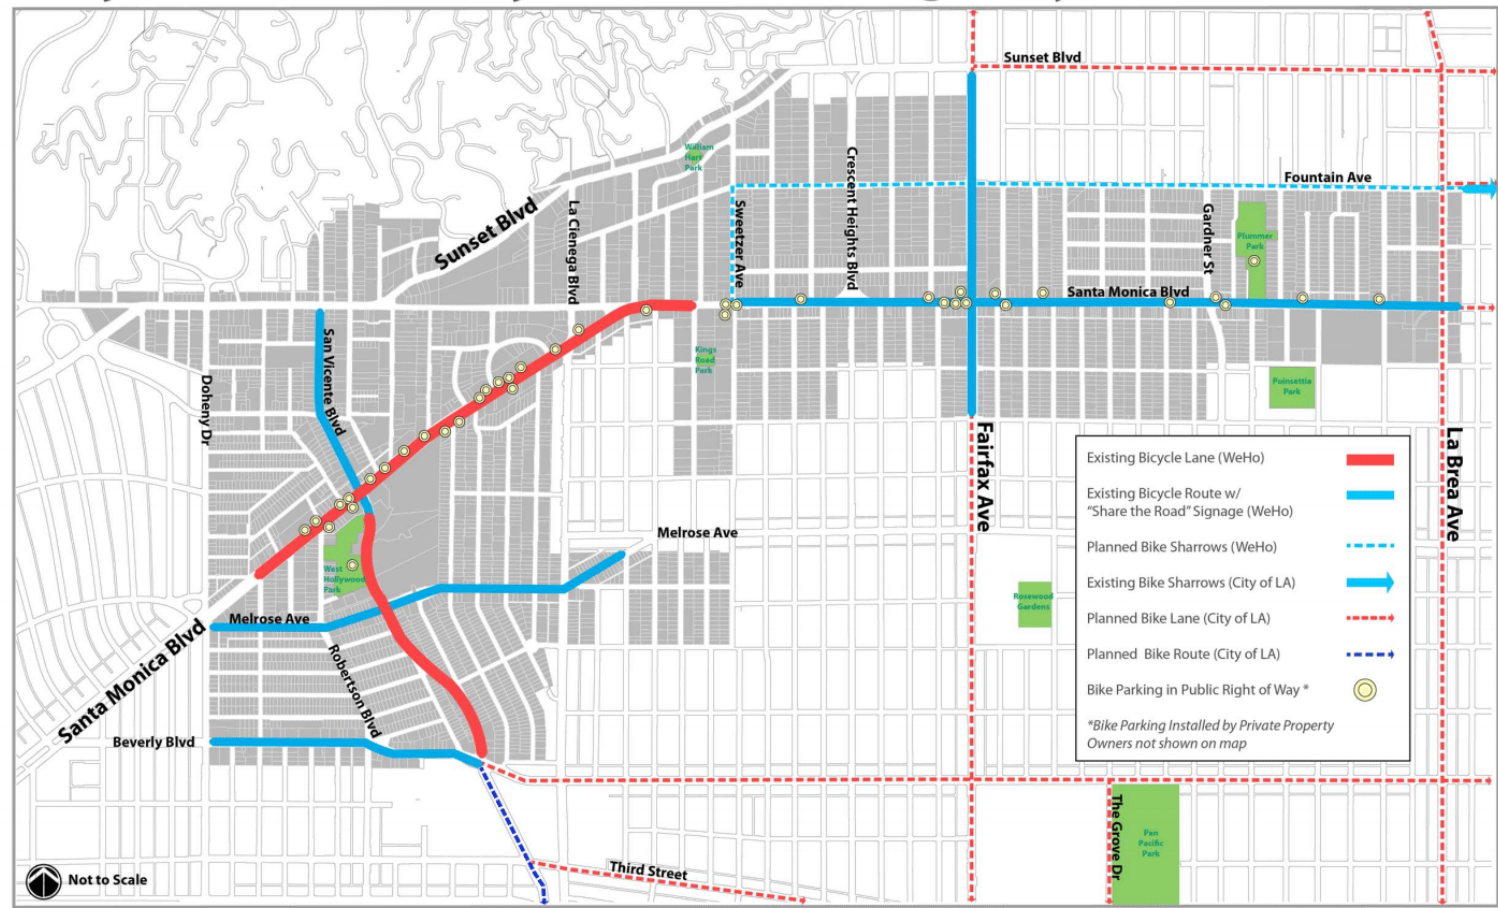 Sunset Blvd
William
Hart
Park
Fountain Ave
Sunset Blvd
La Cienega Blvd
Sweetzer Ave
Crescent Heights Blvd
Gardner St
Plummer
Park
Santa Monica Blvd
San Vicente Blvd
Kings
Road
Park
Doheny Dr
Poinsettia
Park
Fairfax Ave
La Brea Ave
Existing Bicycle Lane (WeHo)
Existing Bicycle Route w/
"Share the Road" Signage (WeHo)
Planned Bike Sharrows (WeHo)
Existing Bike Sharrows (City of LA)
Planned Bike Lane (City of LA)
Planned Bike Route (City of LA)
Bike Parking in Public Right of Way *
*Bike Parking Installed by Private Property
Owners not shown on map
Melrose Ave
West
Hollywood
Park
Rosewood
Gardens
Melrose Ave
Santa Monica Blvd
Robertson Blvd
Beverly Blvd
The Grove Dr
Pan
Pacific
Park
Third Street
Not to Scale